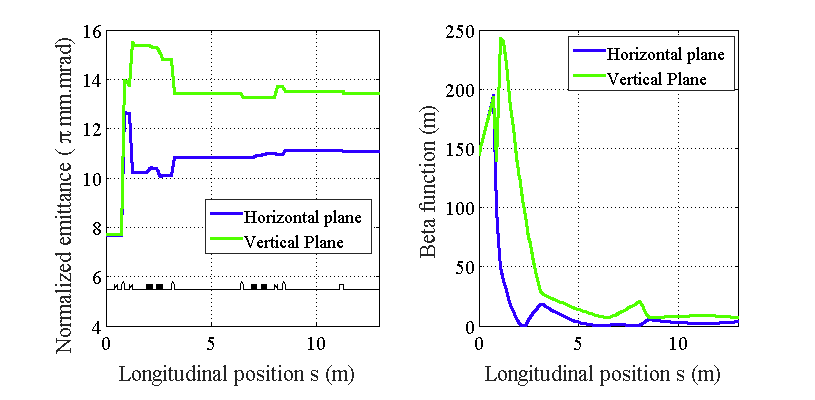 16
14
12
10
8
6
4
0
5
10
Normalized emittance ( π mm.mrad)
Longitudinal position s (m)
Horizontal plane
Vertical Plane
250
200
150
100
50
0
0
5
10
Beta function (m)
Longitudinal position s (m)
Horizontal plane
Vertical Plane